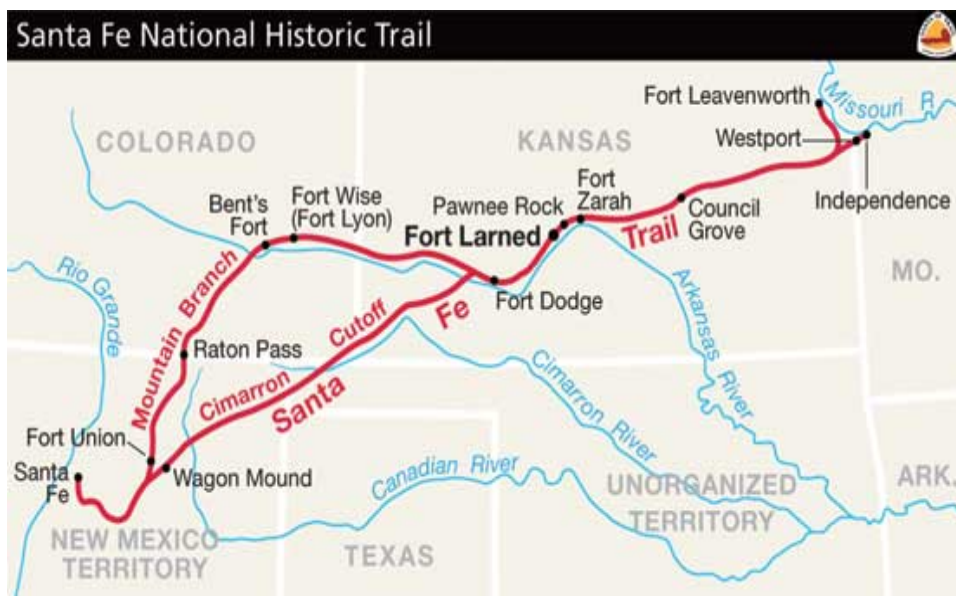 Santa Fe National Historic Trail
Fort Leavenworth
Missouri R
COLORADO
KANSAS
Westport
Fort Wise
(Fort Lyon)
Bent's
Fort
Fort
Zarah
Pawnee Rock
Independence
Council
Grove
Fort Larned
Trail
MO.
Rio Grande
Mountain Branch
Fort Dodge
Fe
Arkansas River
Cimarron Cutoff
Santa
Raton Pass
Cimarron River
Fort Union
Santa
Fe
Wagon Mound
Canadian River
UNORGANIZED
TERRITORY
ARK.
NEW MEXICO
TERRITORY
TEXAS